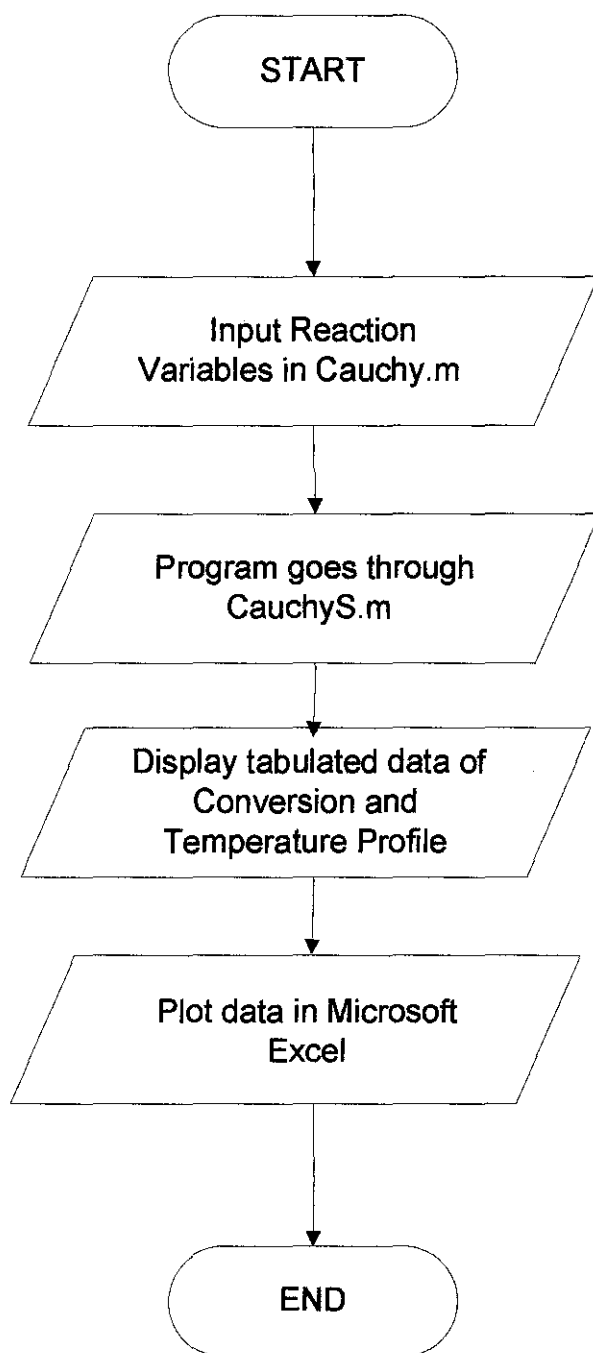 START
Input Reaction
Variables in Cauchy.m
Program goes through
CauchyS.m
Display tabulated data of
Conversion and
Temperature Profile
Plot data in Microsoft
Excel
END